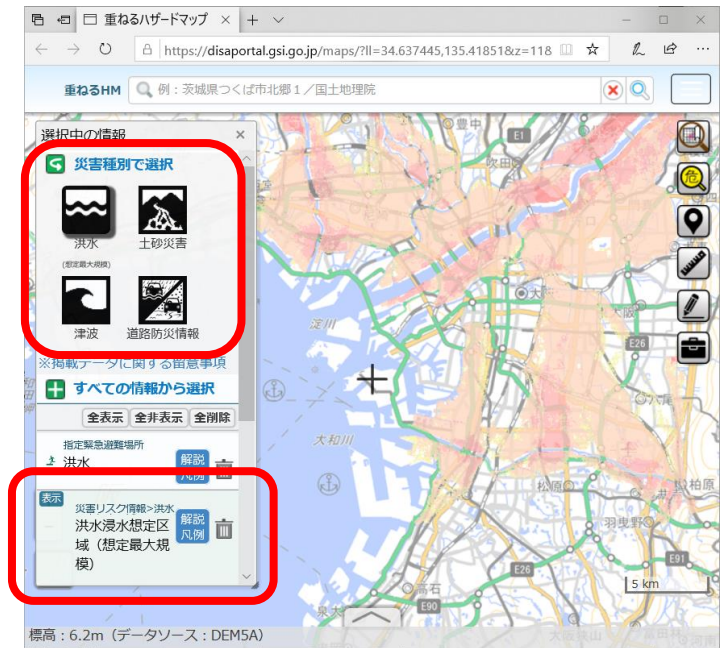 重ねるハザードマップ
https://disaportal.gsi.go.jp/maps/?ll=34.637445,135.41851&z=118
重ねるHM
例：茨城県つくば市北郷1／国土地理院
選択中の情報
災害種別で選択
洪水
(想定最大規模)
土砂災害
津波
道路防災情報
※掲載データに関する留意事項
すべての情報から選択
全表示 全非表示 全削除
指定緊急避難場所
洪水
解説
凡例
表示
災害リスク情報>洪水
洪水浸水想定区
域（想定最大規
模）
解説
凡例
豊中
E1
吹田
危
淀川
大阪
E26
八尾
大和川
松原
柏原
羽曳野
E26
E91
高石
E90
5 km
富田林
標高：6.2m（データソース：DEM5A）